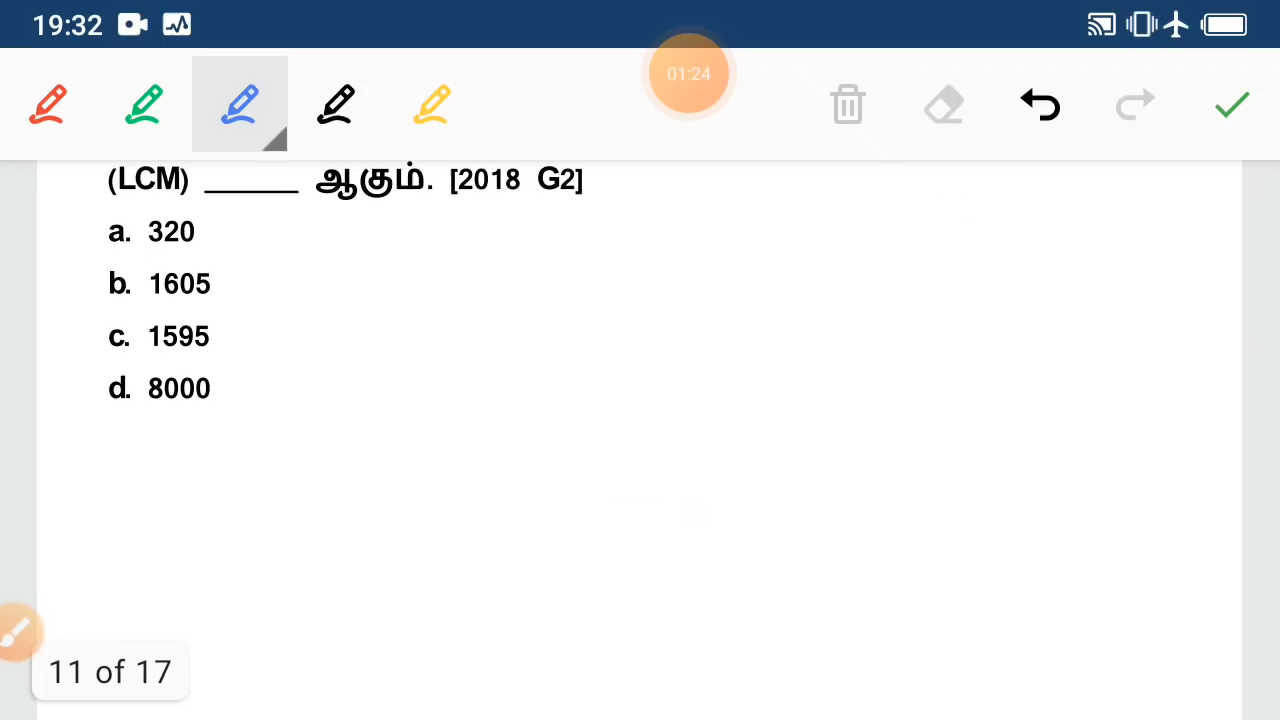 19:32
01:24
(LCM) ______ ஆகும். [2018 G2]
a. 320
b. 1605
c. 1595
d. 8000
11 of 17